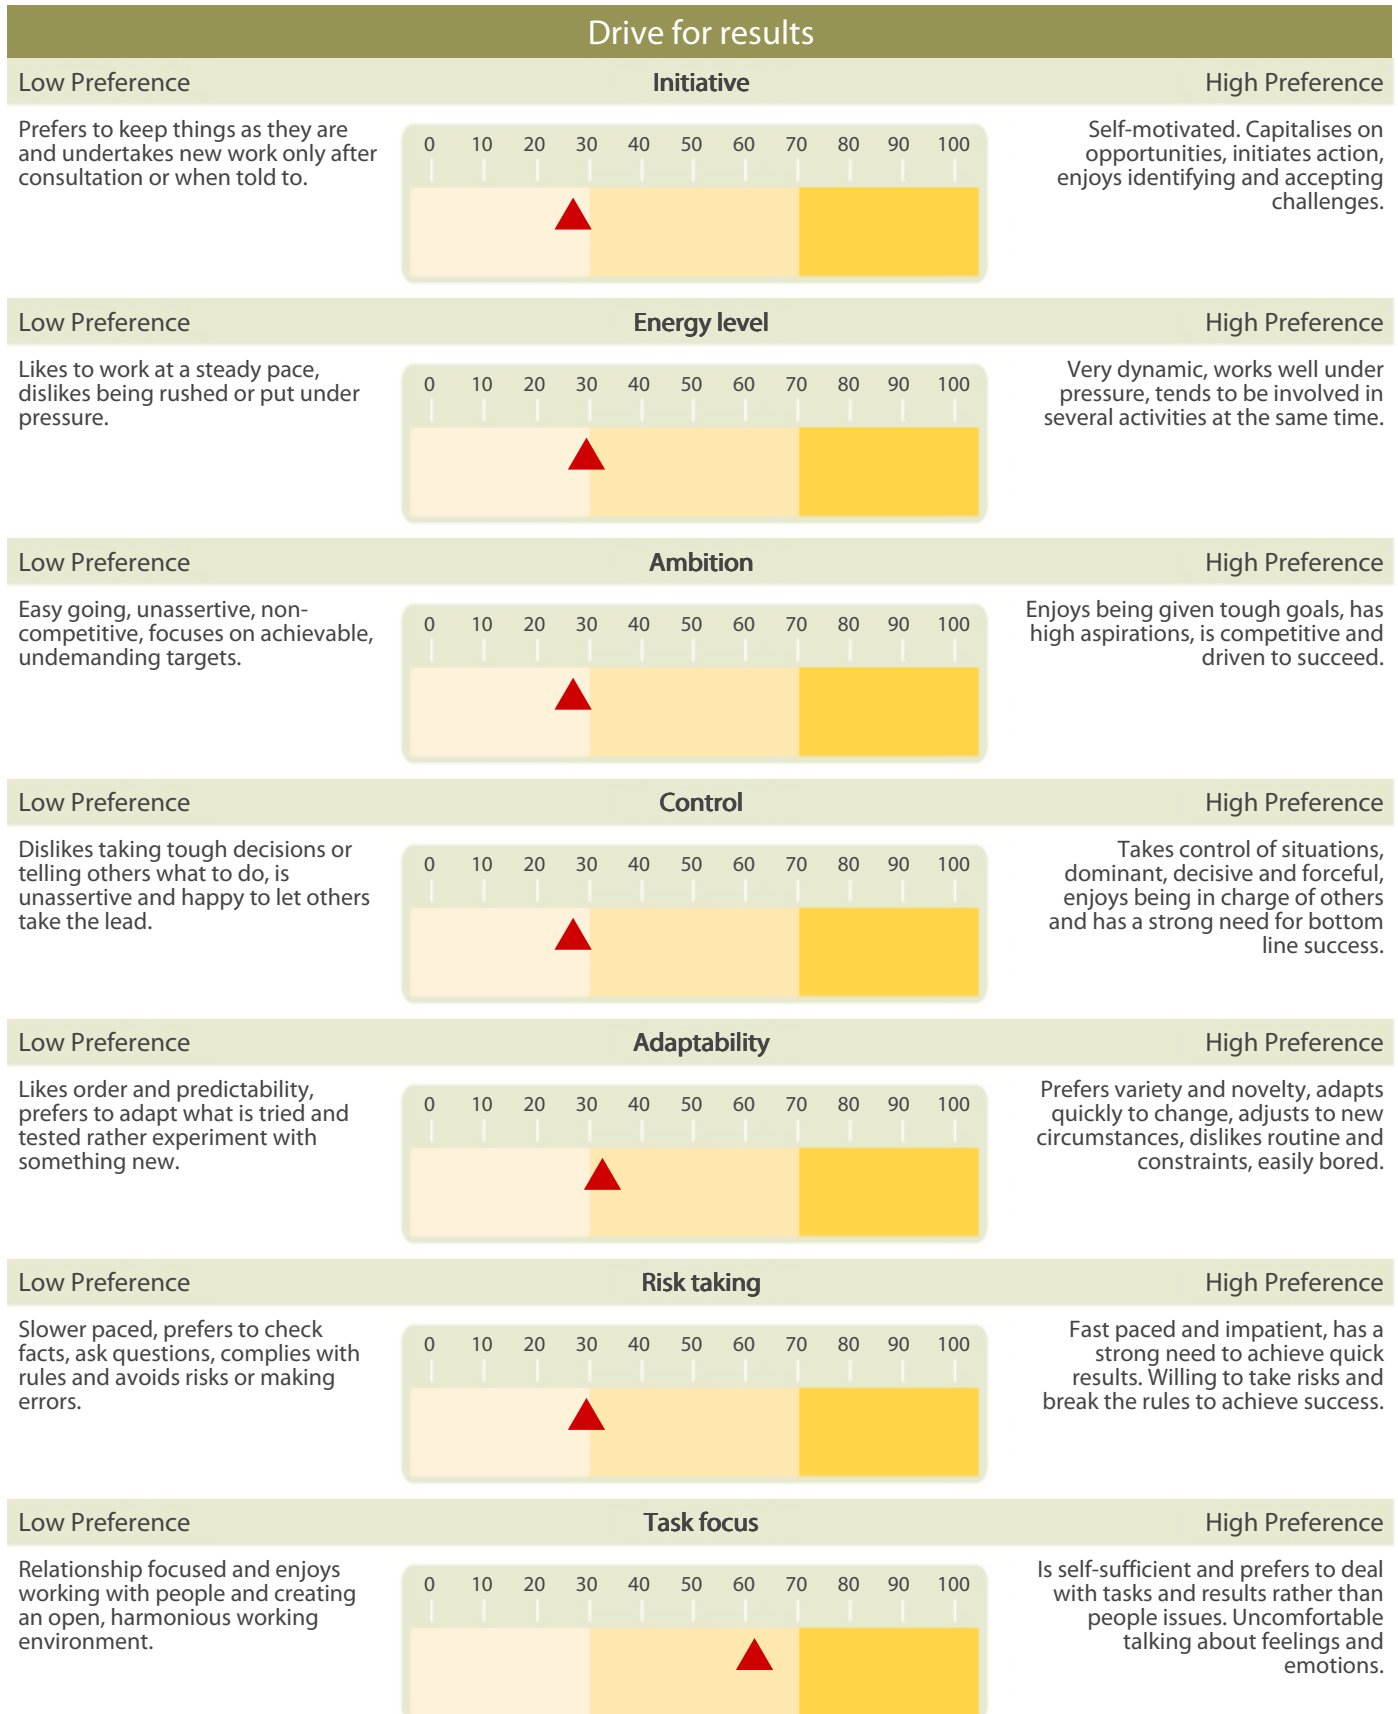 Drive for results
Low Preference Initiative High Preference
Prefers to keep things as they are
and undertakes new work only after
consultation or when told to.
0 10 20 30 40 50 60 70 80 90 100
Self-motivated. Capitalises on
opportunities, initiates action,
enjoys identifying and accepting
challenges.
Low Preference Energy level High Preference
Likes to work at a steady pace,
dislikes being rushed or put under
pressure.
0 10 20 30 40 50 60 70 80 90 100
Very dynamic, works well under
pressure, tends to be involved in
several activities at the same time.
Low Preference Ambition High Preference
Easy going, unassertive, non-
competitive, focuses on achievable,
undemanding targets.
0 10 20 30 40 50 60 70 80 90 100
Enjoys being given tough goals, has
high aspirations, is competitive and
driven to succeed.
Low Preference Control High Preference
Dislikes taking tough decisions or
telling others what to do, is
unassertive and happy to let others
take the lead.
0 10 20 30 40 50 60 70 80 90 100
Takes control of situations,
dominant, decisive and forceful,
enjoys being in charge of others
and has a strong need for bottom
line success.
Low Preference Adaptability High Preference
Likes order and predictability,
prefers to adapt what is tried and
tested rather experiment with
something new.
0 10 20 30 40 50 60 70 80 90 100
Prefers variety and novelty, adapts
quickly to change, adjusts to new
circumstances, dislikes routine and
constraints, easily bored.
Low Preference Risk taking High Preference
Slower paced, prefers to check
facts, ask questions, complies with
rules and avoids risks or making
errors.
0 10 20 30 40 50 60 70 80 90 100
Fast paced and impatient, has a
strong need to achieve quick
results. Willing to take risks and
break the rules to achieve success.
Low Preference Task focus High Preference
Relationship focused and enjoys
working with people and creating
an open, harmonious working
environment.
0 10 20 30 40 50 60 70 80 90 100
Is self-sufficient and prefers to deal
with tasks and results rather than
people issues. Uncomfortable
talking about feelings and
emotions.